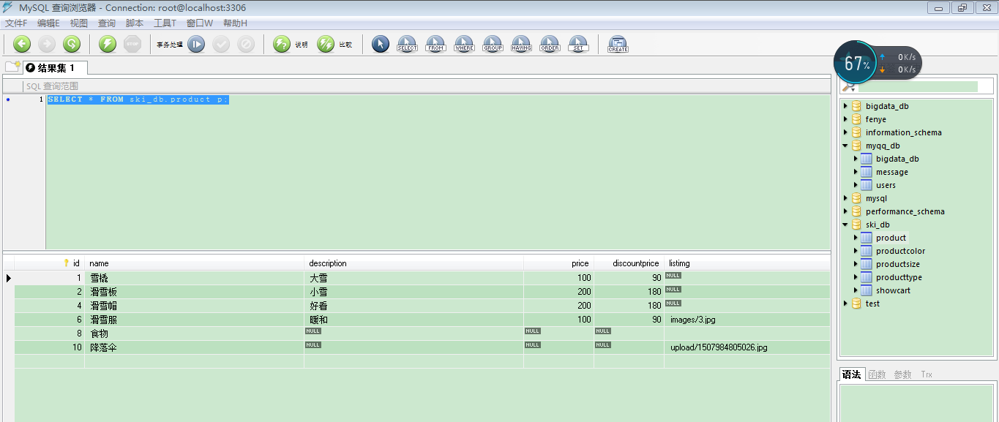 MySQL 查询浏览器 - Connection: root@localhost:3306
文件F 编辑E 视图 查询 脚本 工具T 窗口W 帮助H
STOP 事务处理 说明 比较 SELECT FROM WHERE GROUP HAVING ORDER SET CREATE
67% 0K/s
0K/s
结果集 1
SQL 查询范围
1 SELECT * FROM ski_db.product p;
id name description price discountprice listimg
1 雪橇 大雪 100 90 NULL
2 滑雪板 小雪 200 180 NULL
4 滑雪帽 好看 200 180 NULL
6 滑雪服 暖和 100 90 images/3.jpg
8 食物 NULL NULL NULL
10 降落伞 NULL NULL NULL upload/1507984805026.jpg
bigdata_db
fenye
information_schema
myqq_db
bigdata_db
message
users
mysql
performance_schema
ski_db
product
productcolor
productsize
producttype
showcart
test
语法 函数 参数 Trx